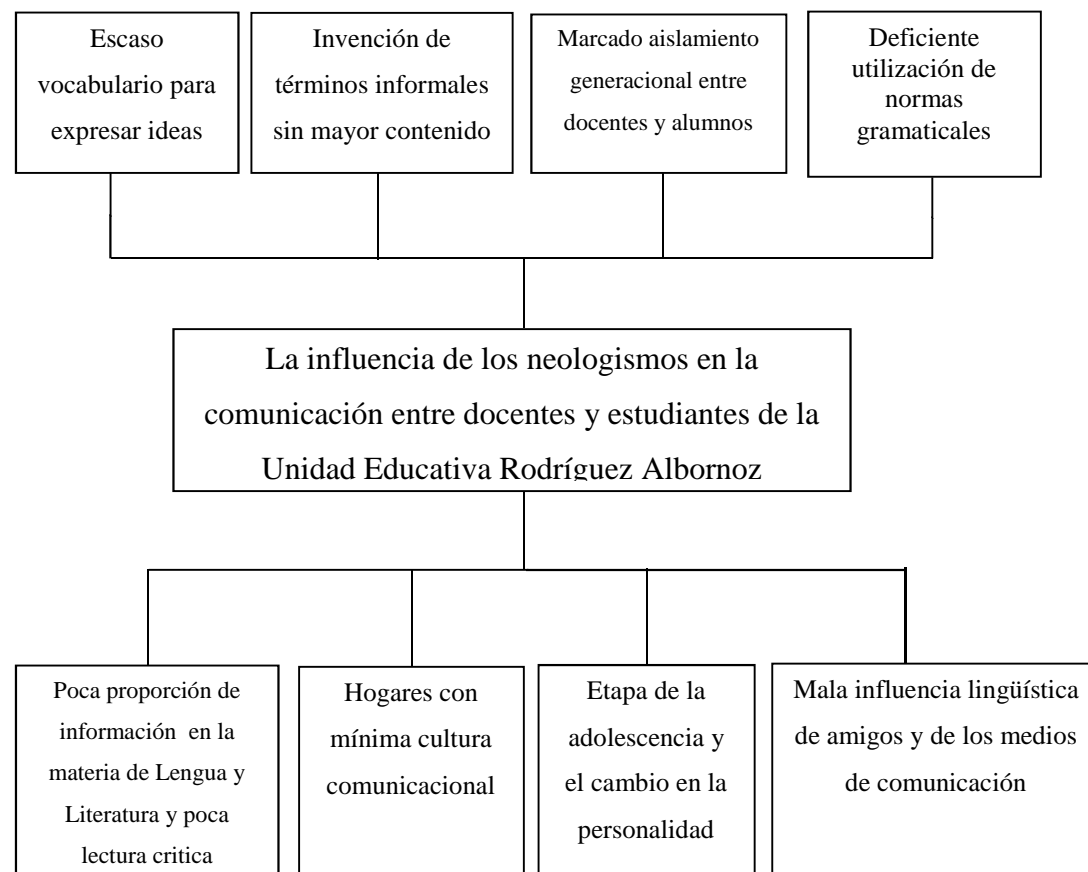 Escaso
vocabulario para
expresar ideas
Invención de
términos informales
sin mayor contenido
Marcado aislamiento
generacional entre
docentes y alumnos
Deficiente
utilización de
normas
gramaticales
La influencia de los neologismos en la
comunicación entre docentes y estudiantes de la
Unidad Educativa Rodríguez Albornoz
Poca proporción de
información en la
materia de Lengua y
Literatura y poca
lectura critica
Hogares con
mínima cultura
comunicacional
Etapa de la
adolescencia y
el cambio en la
personalidad
Mala influencia lingüística
de amigos y de los medios
de comunicación